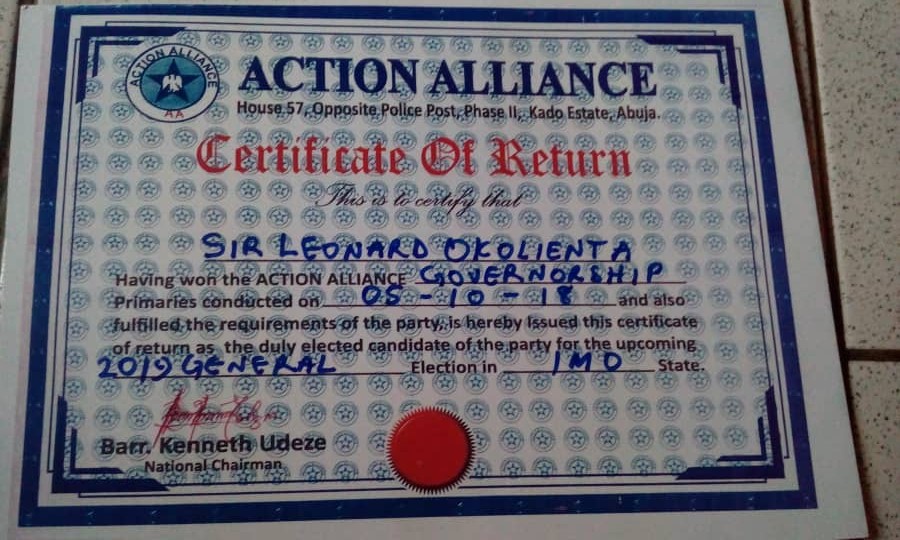 ACTION ALLIANCE
AA
ACTION ALLIANCE
House 57, Opposite Police Post, Phase II, Kado Estate, Abuja.
Certificate Of Return
This is to certify that
SIR LEONARD OKOLIENTA
Having won the ACTION ALLIANCE GOVERNORSHIP
Primaries conducted on 05-10-18 and also
fulfilled the requirements of the party, is hereby issued this certificate
of return as the duly elected candidate of the party for the upcoming
2019 GENERAL Election in IMO State.
Barr. Kenneth Udeze
National Chairman